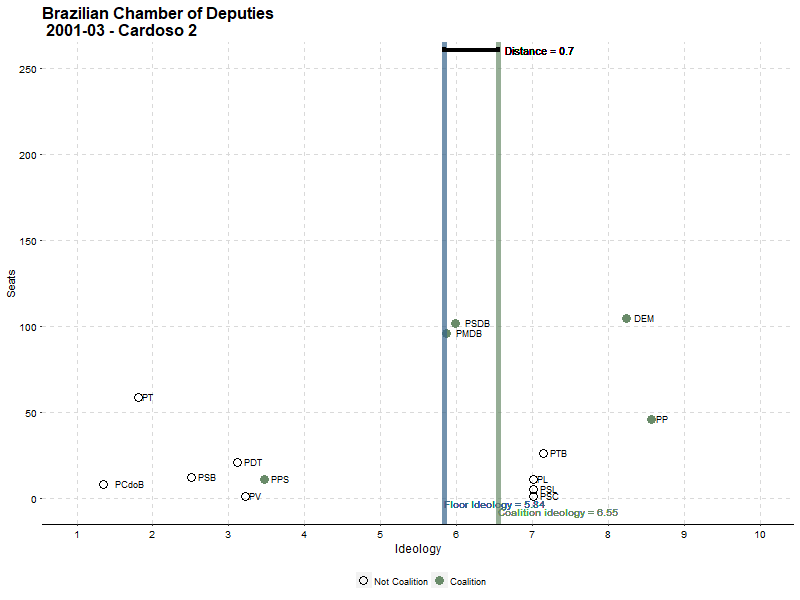 Brazilian Chamber of Deputies
2001-03 - Cardoso 2
Distance = 0.7
250
200
150
100
50
0
Seats
DEM
PSDB
PMDB
PP
PT
PTB
PDT
PSB
PPS
PL
PCdoB
PSL
PV
PSC
Floor Ideology = 5.84
Coalition ideology = 6.55
1 2 3 4 5 6 7 8 9 10
Ideology
Not Coalition Coalition